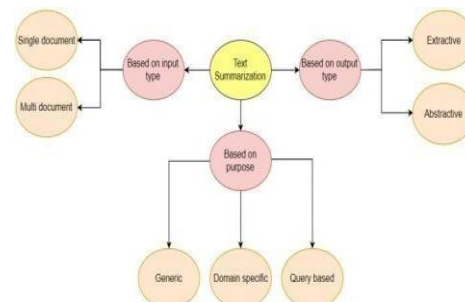 Single document
Multi document
Based on input
type
Text
Summarization
Based on output
type
Extractive
Abstractive
Based on
purpose
Generic
Domain specific
Query based